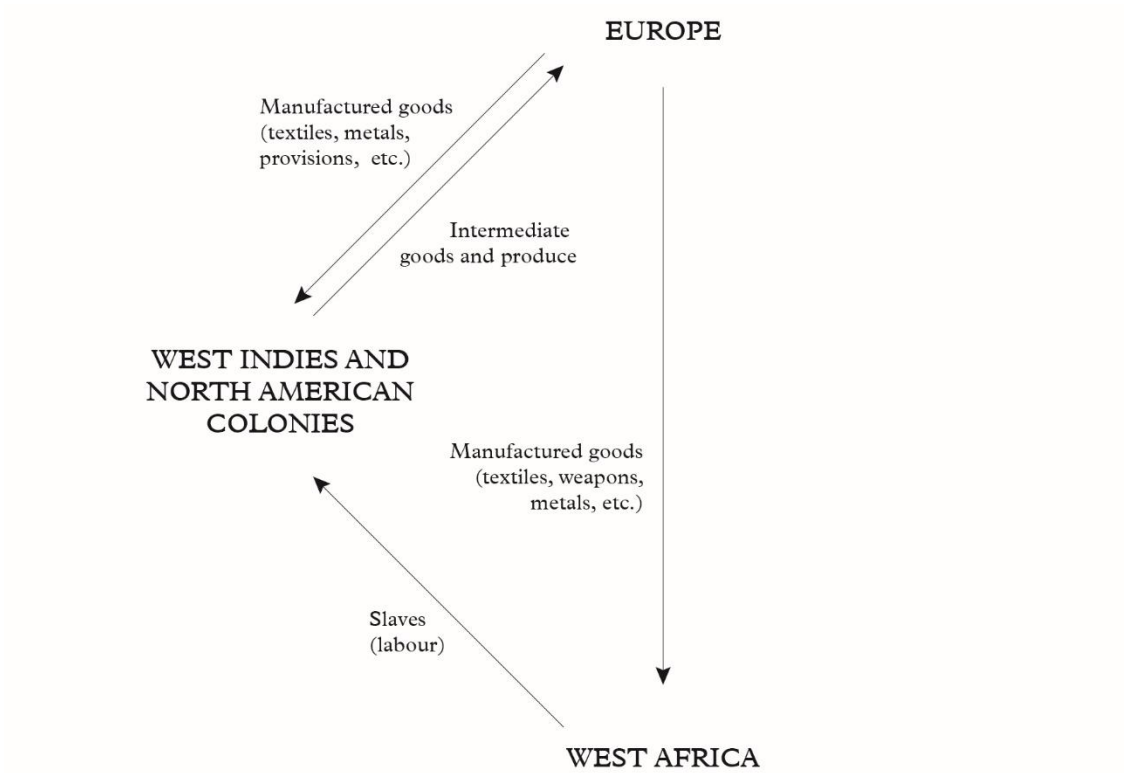 EUROPE
Manufactured goods
(textiles, metals,
provisions, etc.)
Intermediate
goods and produce
WEST INDIES AND
NORTH AMERICAN
COLONIES
Manufactured goods
(textiles, weapons,
metals, etc.)
Slaves
(labour)
WEST AFRICA